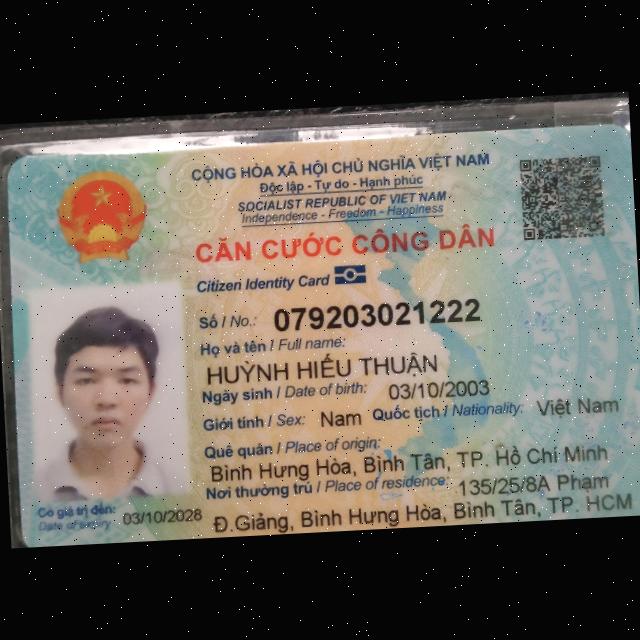 CỘNG HÒA XÃ HỘI CHỦ NGHĨA VIỆT NAM
Độc lập - Tự do - Hạnh phúc
SOCIALIST REPUBLIC OF VIET NAM
Independence - Freedom - Happiness
CĂN CƯỚC CÔNG DÂN
Citizen Identity Card
Số / No.: 079203021222
Họ và tên / Full name:
HUỲNH HIẾU THUẬN
Ngày sinh / Date of birth: 03/10/2003
Giới tính / Sex: Nam Quốc tịch / Nationality: Việt Nam
Quê quán / Place of origin:
Bình Hưng Hòa, Bình Tân, TP. Hồ Chí Minh
Nơi thường trú / Place of residence: 135/25/8A Phạm
Đ.Giảng, Bình Hưng Hòa, Bình Tân, TP. HCM
Có giá trị đến: 03/10/2028
Date of expiry